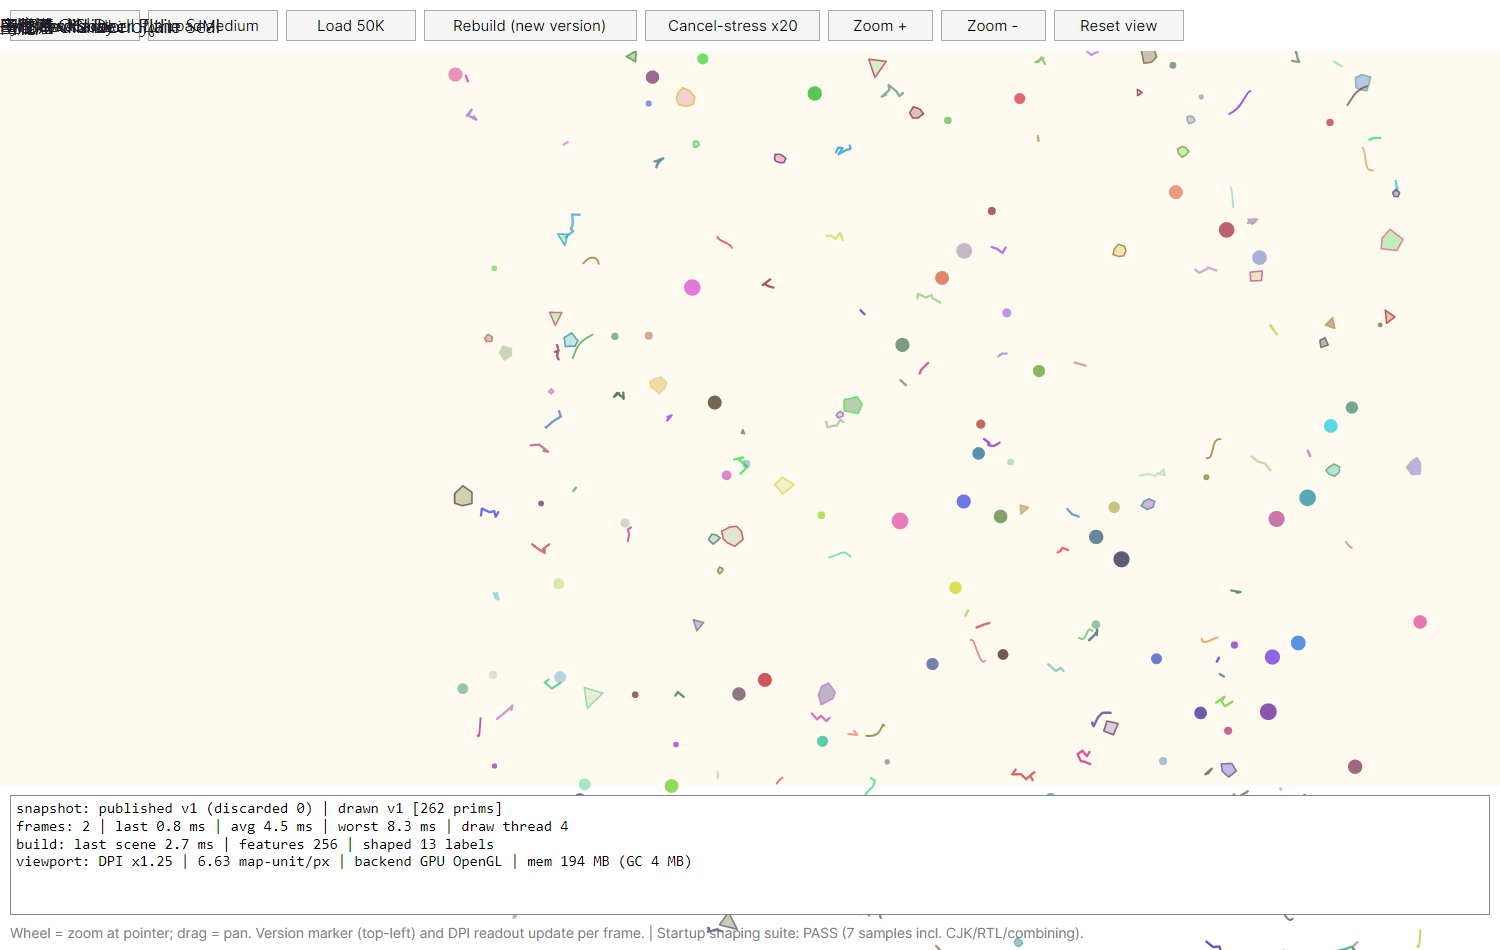 Load 50K
Rebuild (new version)
Cancel-stress x20
Zoom +
Zoom -
Reset view
snapshot: published v1 (discarded 0) | drawn v1 [262 prims]
frames: 2 | last 0.8 ms | avg 4.5 ms | worst 8.3 ms | draw thread 4
build: last scene 2.7 ms | features 256 | shaped 13 labels
viewport: DPI x1.25 | 6.63 map-unit/px | backend GPU OpenGL | mem 194 MB (GC 4 MB)
Wheel = zoom at pointer; drag = pan. Version marker (top-left) and DPI readout update per frame. | Startup shaping suite: PASS (7 samples incl. CJK/RTL/combining).